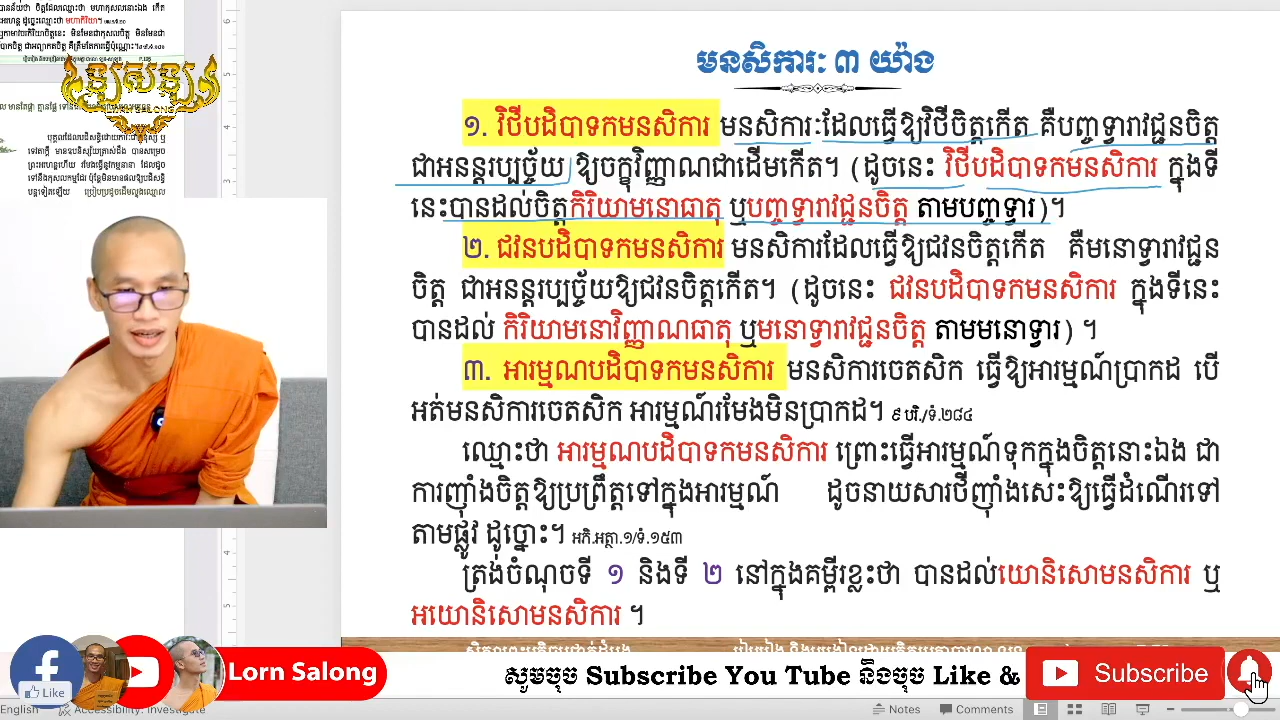 មនសិការៈ ៣ យ៉ាង
១. វិថីបដិបាទកមនសិការ មនសិការៈដែលធ្វើឱ្យវិថីចិត្តកើត គឺបញ្ចទ្វារាវជ្ជនចិត្ត
ជាអនន្តរប្បច្ច័យ ឱ្យចក្ខុវិញ្ញាណជាដើមកើត។ (ដូចនេះ វិថីបដិបាទកមនសិការ ក្នុងទី
នេះបានដល់ចិត្តកិរិយាមនោធាតុ ឬបញ្ចទ្វារាវជ្ជនចិត្ត តាមបញ្ចទ្វារ)។
២. ជវនបដិបាទកមនសិការ មនសិការដែលធ្វើឱ្យជវនចិត្តកើត គឺមនោទ្វារាវជ្ជន
ចិត្ត ជាអនន្តរប្បច្ច័យឱ្យជវនចិត្តកើត។ (ដូចនេះ ជវនបដិបាទកមនសិការ ក្នុងទីនេះ
បានដល់ កិរិយាមនោវិញ្ញាណធាតុ ឬមនោទ្វារាវជ្ជនចិត្ត តាមមនោទ្វារ) ។
៣. អារម្មណបដិបាទកមនសិការ មនសិការចេតសិក ធ្វើឱ្យអារម្មណ៍ប្រាកដ បើ
អត់មនសិការចេតសិក អារម្មណ៍រមែងមិនប្រាកដ។ ៩ បរិ./ទំ.២៨៤
ឈ្មោះថា អារម្មណបដិបាទកមនសិការ ព្រោះធ្វើអារម្មណ៍ទុកក្នុងចិត្តនោះឯង ជា
ការញ៉ាំងចិត្តឱ្យប្រព្រឹត្តទៅក្នុងអារម្មណ៍ ដូចនាយសារថីញ៉ាំងសេះឱ្យធ្វើដំណើរទៅ
តាមផ្លូវ ដូច្នោះ។ អភិ.អដ្ឋា.១/ទំ.១៥៣
ត្រង់ចំណុចទី ១ និងទី ២ នៅក្នុងគម្ពីរខ្លះថា បានដល់យោនិសោមនសិការ ឬ
អយោនិសោមនសិការ ។
Like
Lorn Salong
សូមចុច Subscribe You Tube និងចុច Like &
Subscribe
English
Accessibility: Investigate
Notes
Comments